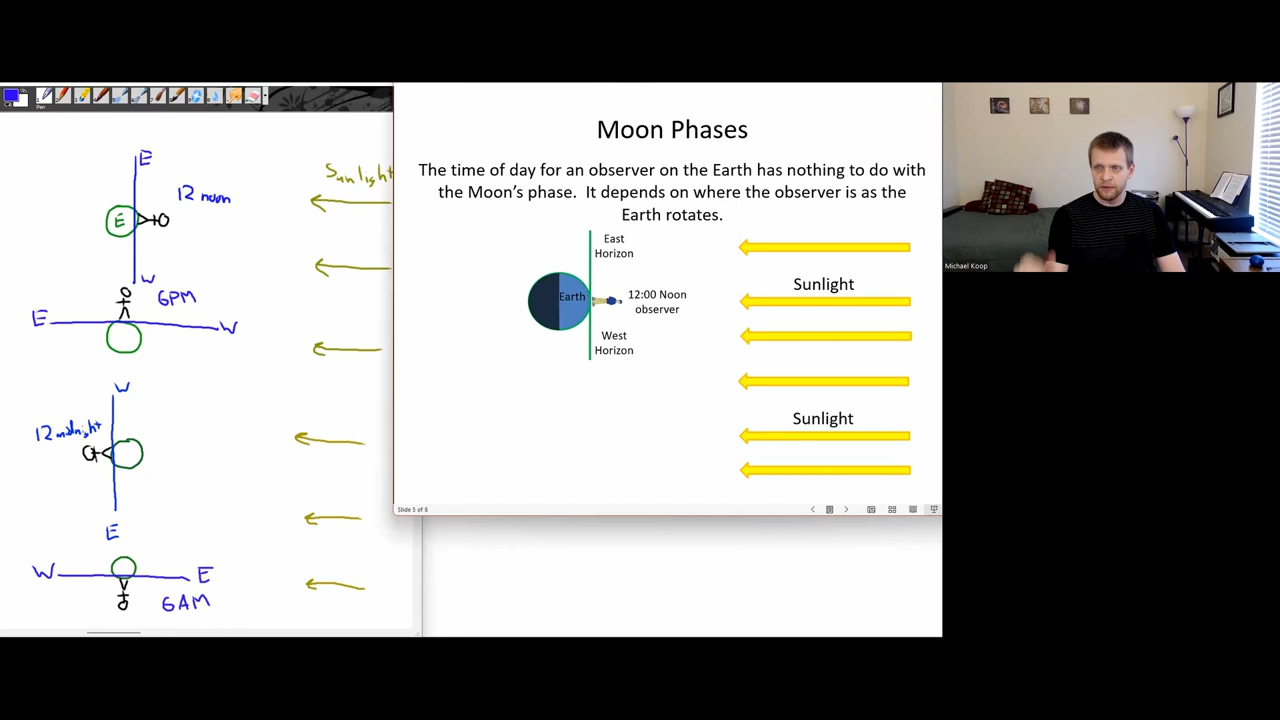 E
Sunlight
12 noon
E
W
6PM
E
W
W
12 midnight
E
W
E
6AM
Moon Phases
The time of day for an observer on the Earth has nothing to do with
the Moon's phase. It depends on where the observer is as the
Earth rotates.
East
Horizon
Sunlight
Earth
12:00 Noon
observer
West
Horizon
Sunlight
Slide 5 of 8
Michael Koop